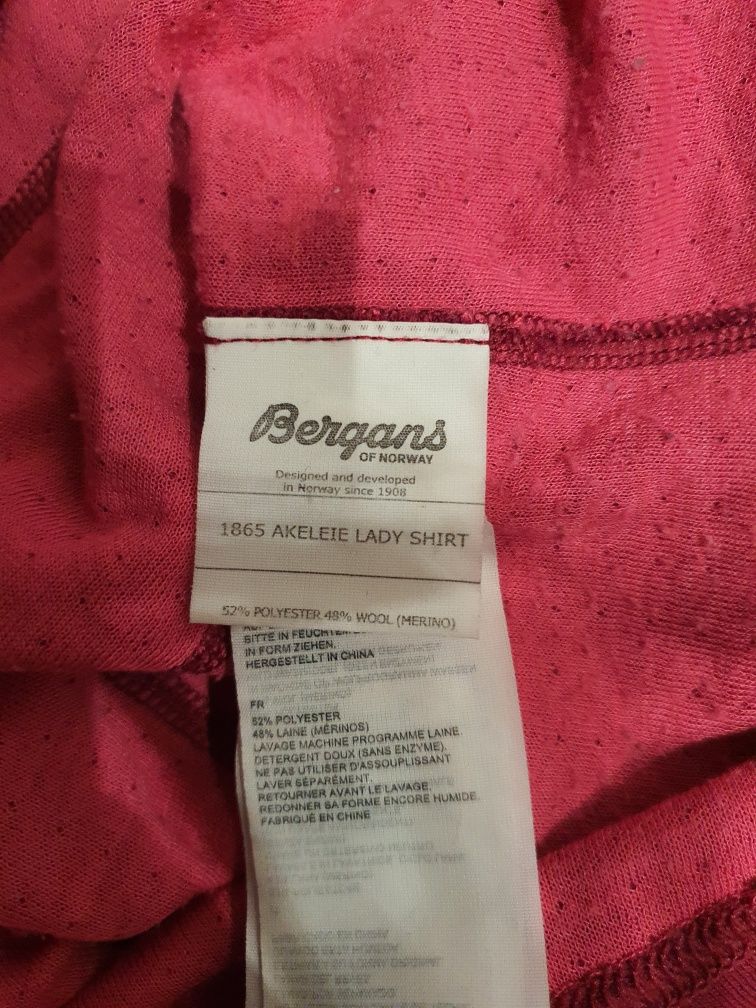 Bergans
OF NORWAY
Designed and developed
in Norway since 1908
1865 AKELEIE LADY SHIRT
52% POLYESTER 48% WOOL (MERINO)
BITTE IN
IN FORM ZIEHEN.
HERGESTELLT IN CHINA
FR
52% POLYESTER
48% LAINE (MÉRINOS)
LAVAGE MACHINE PROGRAMME LAINE.
DETERGENT DOUX (SANS ENZYME).
NE PAS UTILISER D'ASSOUPLISSANT
LAVER SÉPARÉMENT.
RETOURNER AVANT LE LAVAGE.
REDONNER SA FORME ENCORE HUMIDE.
FABRIQUÉ EN CHINE